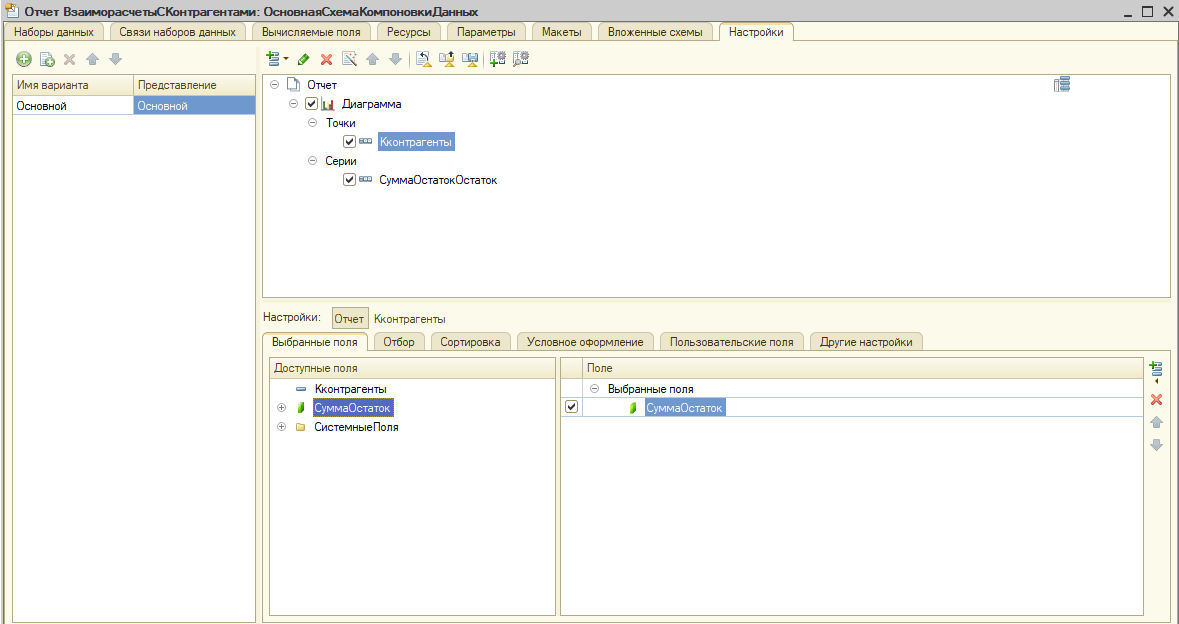 Отчет ВзаиморасчетыСКонтрагентами: ОсновнаяСхемаКомпоновкиДанных
Наборы данных Связи наборов данных Вычисляемые поля Ресурсы Параметры Макеты Вложенные схемы Настройки
Имя варианта Представление
Основной Основной
Отчет
Диаграмма
Точки
Кконтрагенты
Серии
СуммаОстатокОстаток
Настройки: Отчет Кконтрагенты
Выбранные поля Отбор Сортировка Условное оформление Пользовательские поля Другие настройки
Доступные поля
Кконтрагенты
СуммаОстаток
СистемныеПоля
Поле
Выбранные поля
СуммаОстаток